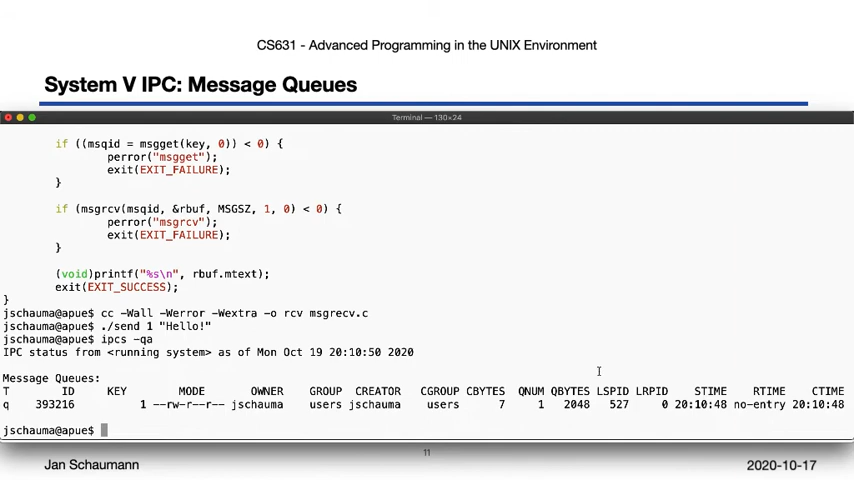 CS631 - Advanced Programming in the UNIX Environment
System V IPC: Message Queues
Terminal — 130×24
if ((msqid = msgget(key, 0)) < 0) {
perror("msgget");
exit(EXIT_FAILURE);
}
if (msgrcv(msqid, &rbuf, MSGSZ, 1, 0) < 0) {
perror("msgrcv");
exit(EXIT_FAILURE);
}
(void)printf("%s\n", rbuf.mtext);
exit(EXIT_SUCCESS);
}
jschauma@apue$ cc -Wall -Werror -Wextra -o rcv msgrecv.c
jschauma@apue$ ./send 1 "Hello!"
jschauma@apue$ ipcs -qa
IPC status from <running system> as of Mon Oct 19 20:10:50 2020
Message Queues:
T ID KEY MODE OWNER GROUP CREATOR CGROUP CBYTES QNUM QBYTES LSPID LRPID STIME RTIME CTIME
q 393216 1 --rw-r--r-- jschauma users jschauma users 7 1 2048 527 0 20:10:48 no-entry 20:10:48
jschauma@apue$
11
Jan Schaumann
2020-10-17